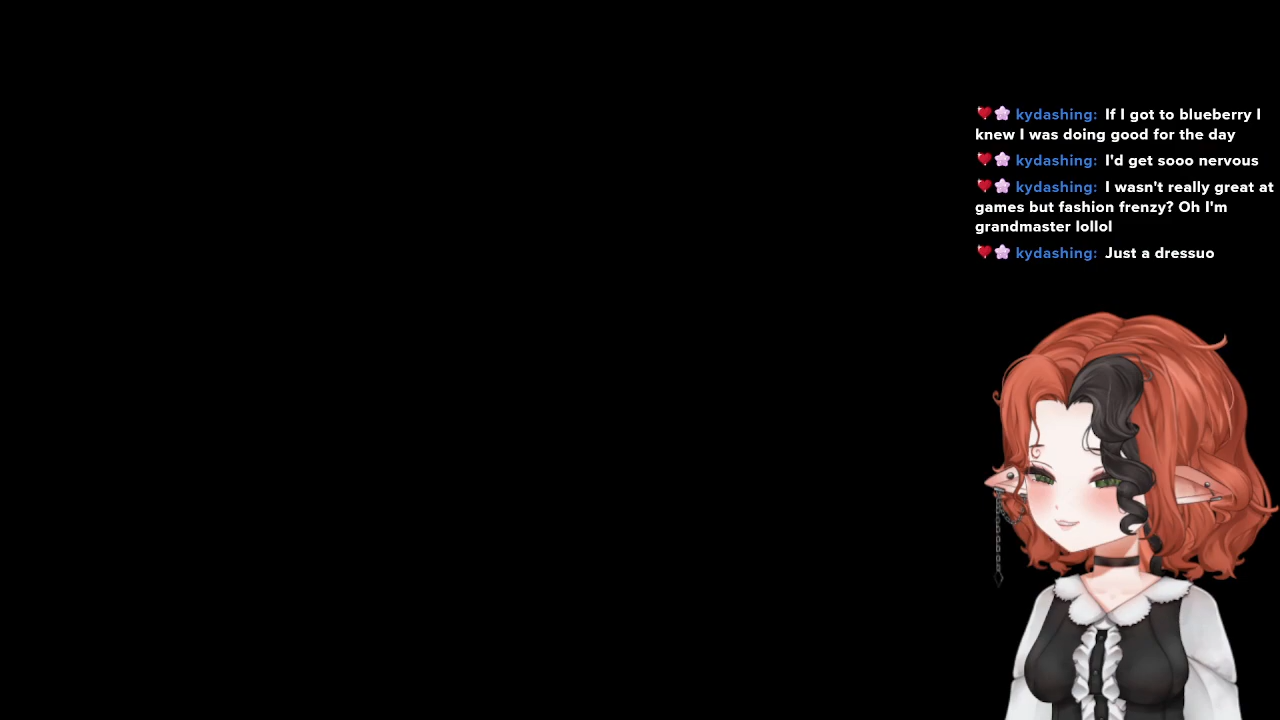 kydashing: If I got to blueberry I
knew I was doing good for the day
kydashing: I'd get sooo nervous
kydashing: I wasn't really great at
games but fashion frenzy? Oh I'm
grandmaster lollol
kydashing: Just a dressuo